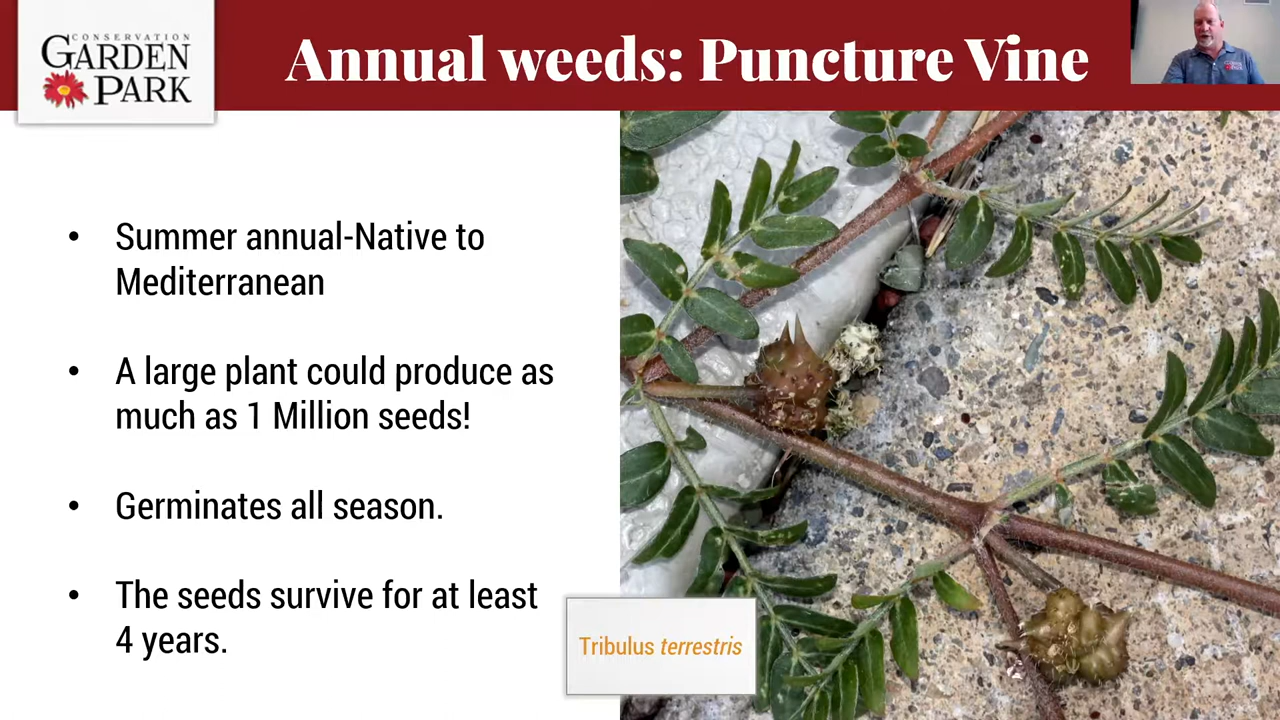 CONSERVATION
GARDEN
PARK
Annual weeds: Puncture Vine
• Summer annual-Native to
Mediterranean
• A large plant could produce as
much as 1 Million seeds!
• Germinates all season.
• The seeds survive for at least
4 years.
Tribulus terrestris